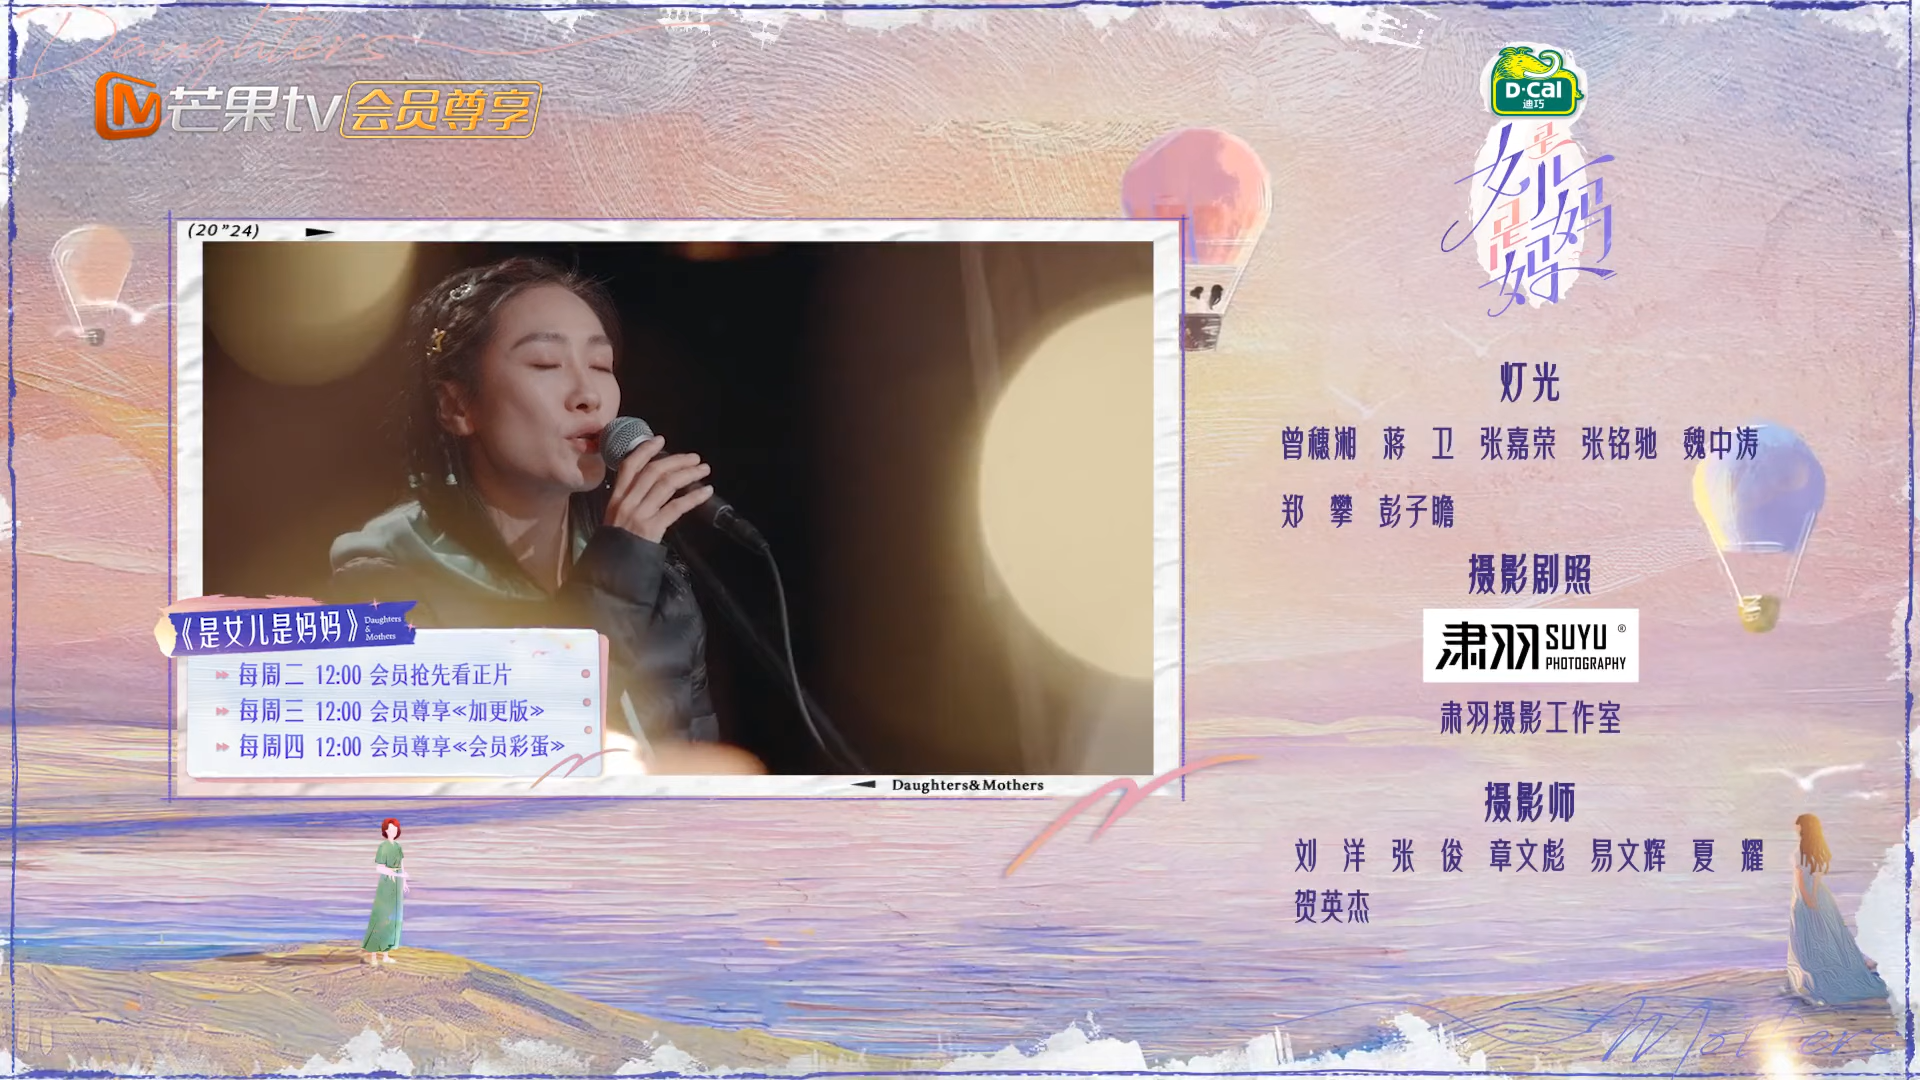 Daughters
芒果tv会员尊享
D·Cal
迪巧
是女儿是妈妈
(20"24)
《是女儿是妈妈》
Daughters
&
Mothers
每周二 12:00 会员抢先看正片
每周三 12:00 会员尊享≪加更版≫
每周四 12:00 会员尊享≪会员彩蛋≫
Daughters&Mothers
灯光
曾穗湘 蒋 卫 张嘉荣 张铭驰 魏中涛
郑 攀 彭子瞻
摄影剧照
肃羽 SUYU ®
PHOTOGRAPHY
肃羽摄影工作室
摄影师
刘 洋 张 俊 章文彪 易文辉 夏 耀
贺英杰
Mothers